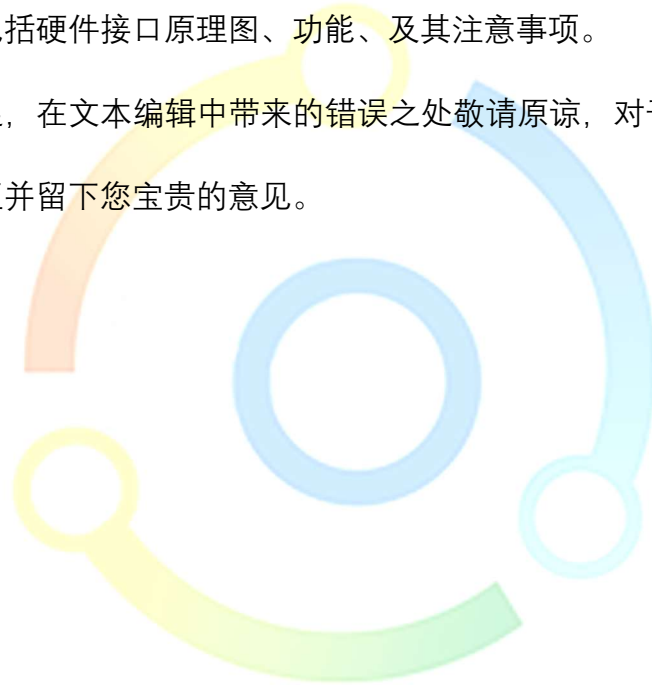 括硬件接口原理图、功能、及其注意事项。
，在文本编辑中带来的错误之处敬请原谅，对
并留下您宝贵的意见。